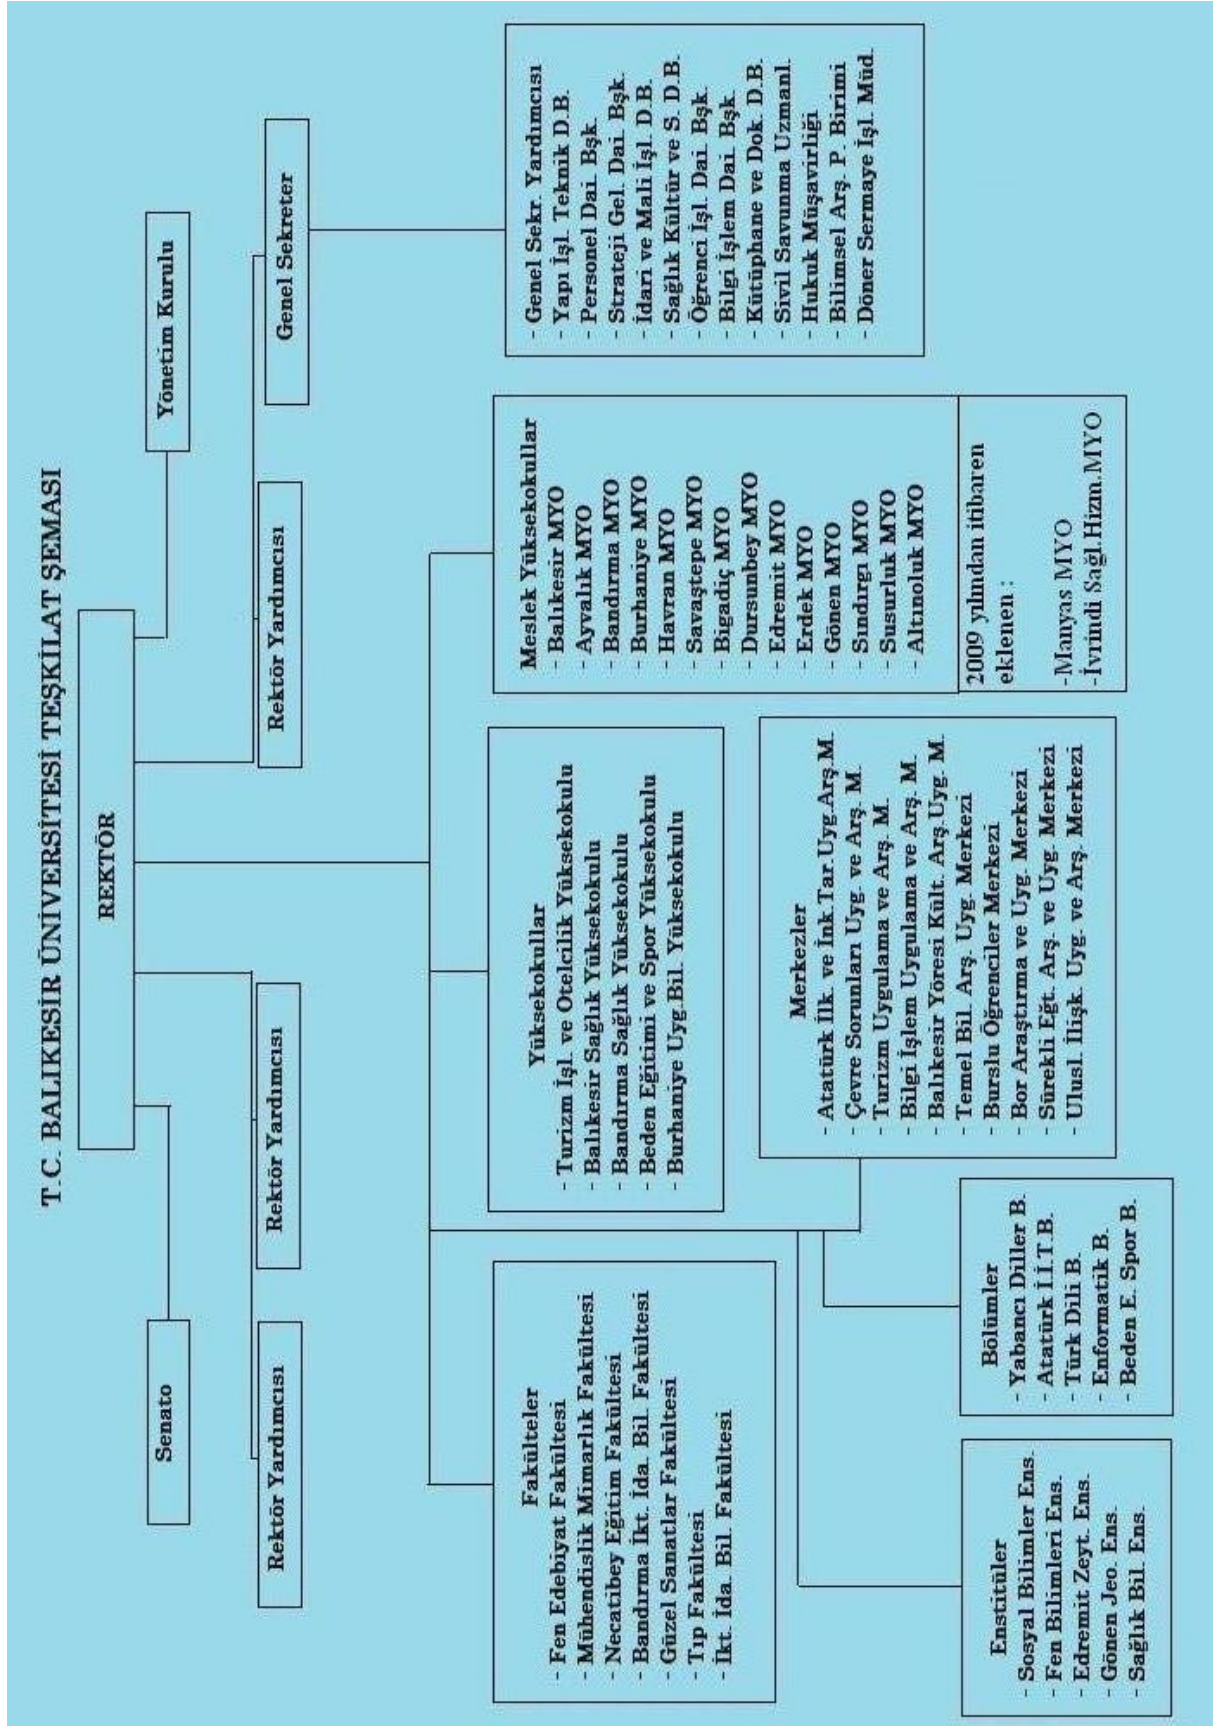 T.C. BALIKESİR ÜNİVERSİTESİ TEŞKİLAT ŞEMASI
REKTÖR
Senato
Yönetim Kurulu
Rektör Yardımcısı
Rektör Yardımcısı
Rektör Yardımcısı
Genel Sekreter
Fakülteler
- Fen Edebiyat Fakültesi
- Mühendislik Mimarlık Fakültesi
- Necatibey Eğitim Fakültesi
- Bandırma İkt. İda. Bil. Fakültesi
- Güzel Sanatlar Fakültesi
- Tıp Fakültesi
- İkt. İda. Bil. Fakültesi
Yüksekokullar
- Turizm İşl. ve Otelcilik Yüksekokulu
- Balıkesir Sağlık Yüksekokulu
- Bandırma Sağlık Yüksekokulu
- Beden Eğitimi ve Spor Yüksekokulu
- Burhaniye Uyg.Bil. Yüksekokulu
Meslek Yüksekokullar
- Balıkesir MYO
- Ayvalık MYO
- Bandırma MYO
- Burhaniye MYO
- Havran MYO
- Savaştepe MYO
- Bigadiç MYO
- Dursunbey MYO
- Edremit MYO
- Erdek MYO
- Gönen MYO
- Sındırgı MYO
- Susurluk MYO
- Altınoluk MYO
2009 yılından itibaren
eklenen :
-Manyas MYO
-İvrindi Sağl.Hizm.MYO
- Genel Sekr. Yardımcısı
- Yapı İşl. Teknik D.B.
- Personel Dai. Bşk.
- Strateji Gel. Dai. Bşk.
- İdari ve Mali İşl. D.B.
- Sağlık Kültür ve S. D.B.
- Öğrenci İşl. Dai. Bşk.
- Bilgi İşlem Dai. Bşk.
- Kütüphane ve Dok. D.B.
- Sivil Savunma Uzmanl.
- Hukuk Müşavirliği
- Bilimsel Arş. P. Birimi
- Döner Sermaye İşl. Müd.
Merkezler
- Atatürk İlk. ve İnk.Tar.Uyg.Arş.M.
- Çevre Sorunları Uyg. ve Arş. M.
- Turizm Uygulama ve Arş. M.
- Bilgi İşlem Uygulama ve Arş. M.
- Balıkesir Yöresi Kült. Arş.Uyg. M
- Temel Bil. Arş. Uyg. Merkezi
- Burslu Öğrenciler Merkezi
- Bor Araştırma ve Uyg. Merkezi
- Sürekli Eğt. Arş. ve Uyg. Merkezi
- Ulusl. İlişk. Uyg. ve Arş. Merkezi
Enstitüler
- Sosyal Bilimler Ens.
- Fen Bilimleri Ens.
- Edremit Zeyt. Ens.
- Gönen Jeo. Ens.
- Sağlık Bil. Ens.
Bölümler
- Yabancı Diller B.
- Atatürk İ.İ.T.B.
- Türk Dili B.
- Enformatik B.
- Beden E. Spor B.